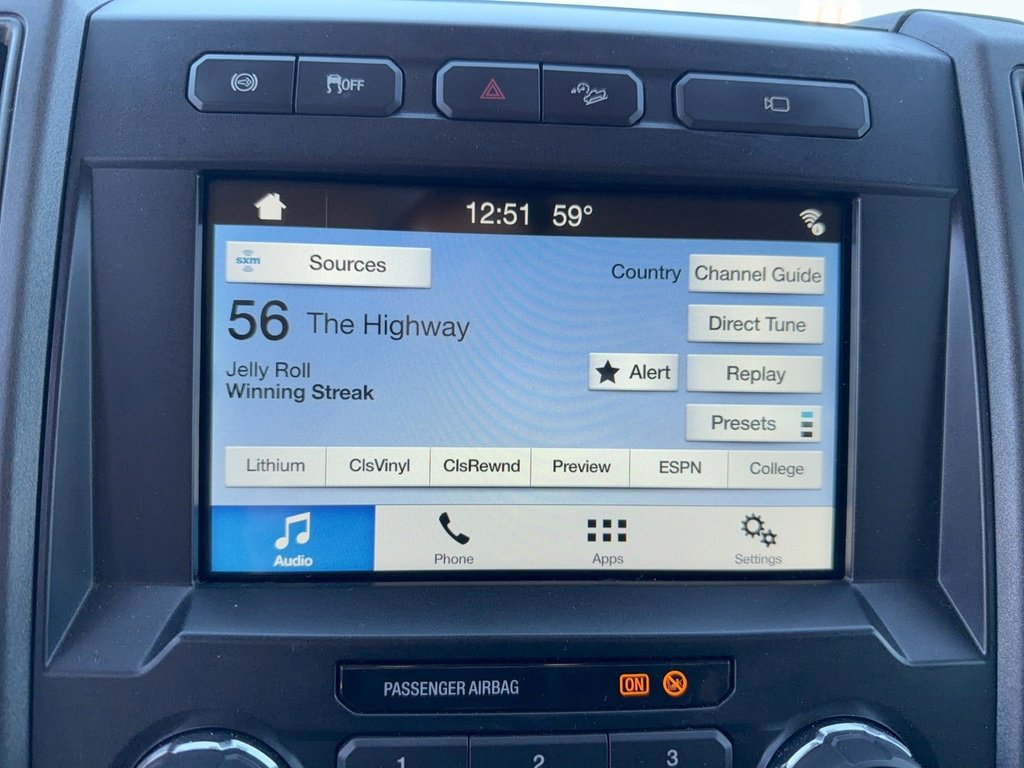 OFF
12:51 59°
sxm Sources
Country Channel Guide
56 The Highway
Direct Tune
Jelly Roll
Winning Streak
Alert Replay
Presets
Lithium ClsVinyl ClsRewnd Preview ESPN College
Audio Phone Apps Settings
PASSENGER AIRBAG ON
1 2 3